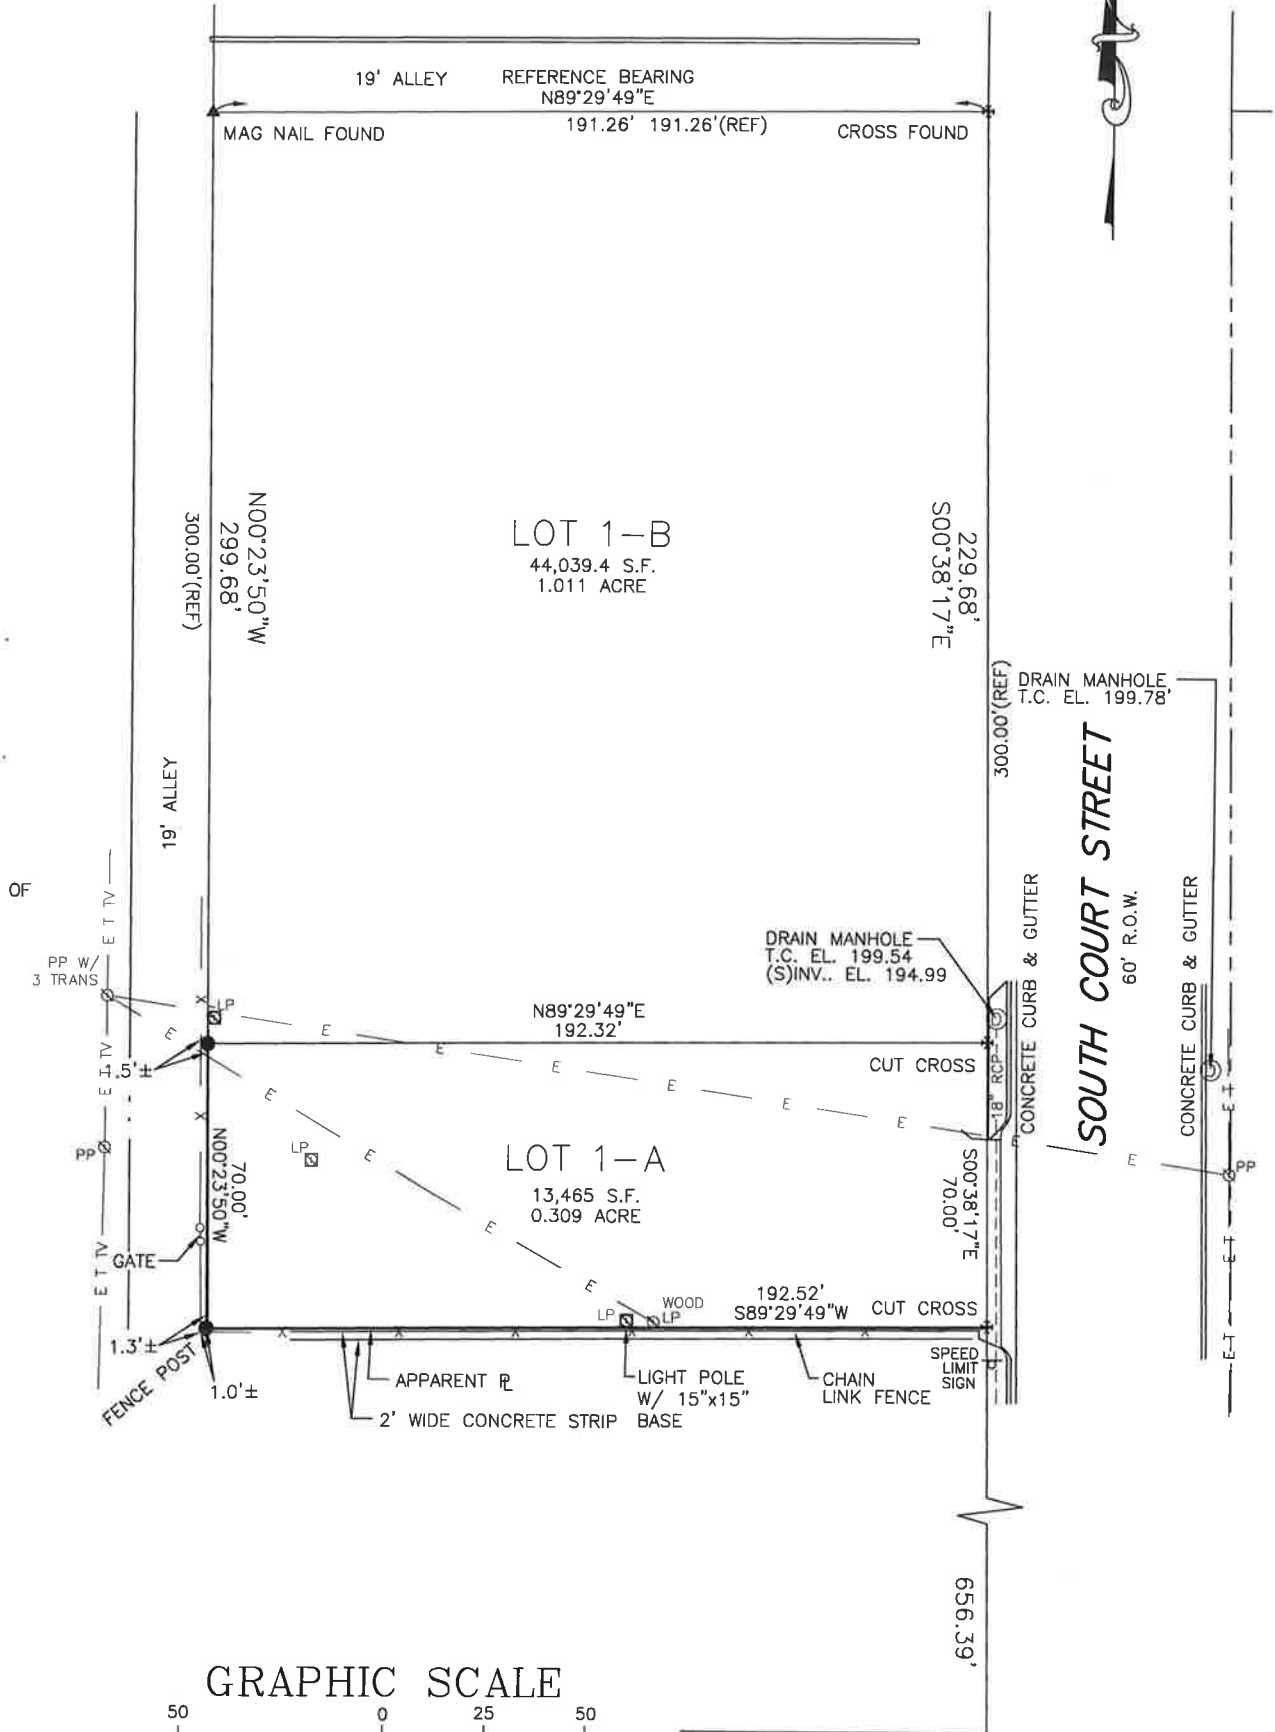 19' ALLEY
REFERENCE BEARING
N89°29'49"E
191.26' 191.26'(REF)
MAG NAIL FOUND
CROSS FOUND
N00°23'50"W
299.68'
300.00'(REF)
LOT 1-B
44,039.4 S.F.
1.011 ACRE
229.68'
S00°38'17"E
300.00'(REF)
DRAIN MANHOLE
T.C. EL. 199.78'
16' ALLEY
SOUTH COURT STREET
60' R.O.W.
CONCRETE CURB & GUTTER
CONCRETE CURB & GUTTER
OF
E T TV
PP W/
3 TRANS
LP
DRAIN MANHOLE
T.C. EL. 199.54
(S)INV.. EL. 194.99
N89°29'49"E
192.32'
E
E
E
E
E
E
E
E
E
CUT CROSS
18" RCP
1.5'±
E T TV
PP
LP
E
E
E
E
LOT 1-A
13,465 S.F.
0.309 ACRE
70.00'
N00°23'50"W
S00°38'17"E
70.00'
PP
E T
E T
E T
GATE
E T TV
192.52'
S89°29'49"W
CUT CROSS
LP
WOOD
LP
1.3'±
FENCE POST
1.0'±
APPARENT PL
2' WIDE CONCRETE STRIP BASE
LIGHT POLE
W/ 15"x15"
CHAIN
LINK FENCE
SPEED
LIMIT
SIGN
656.39'
GRAPHIC SCALE
50 0 25 50